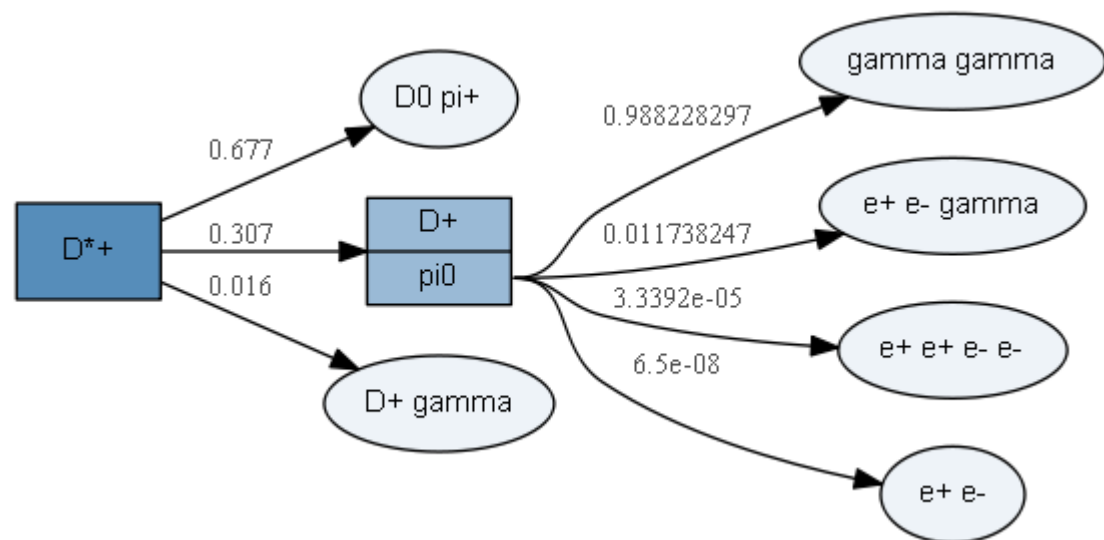 D*+
0.677
0.307
0.016
D0 pi+
D+
pi0
D+ gamma
0.988228297
0.011738247
3.3392e-05
6.5e-08
gamma gamma
e+ e- gamma
e+ e+ e- e-
e+ e-